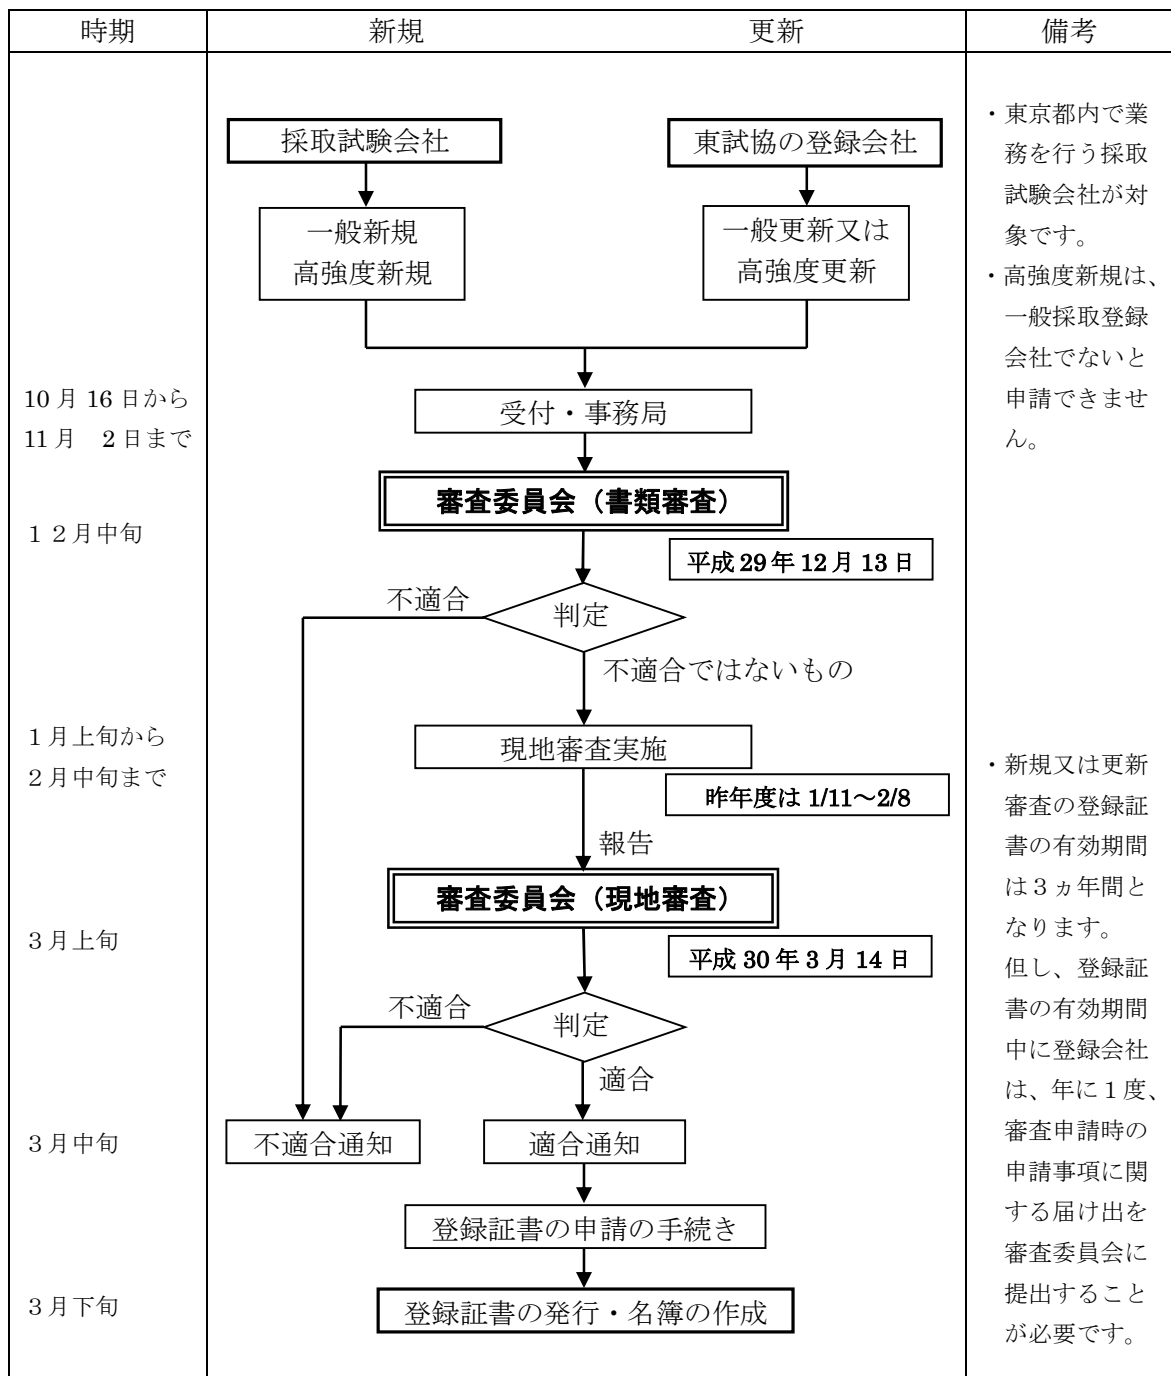 時期 新規 更新 備考
採取試験会社
東試協の登録会社
一般新規
高強度新規
一般更新又は
高強度更新
・東京都内で業
務を行う採取
試験会社が対
象です。
・高強度新規は、
一般採取登録
会社でないと
申請できませ
ん。
10月16日から
11月 2日まで
受付・事務局
審査委員会（書類審査）
１２月中旬
平成29年12月13日
不適合
判定
不適合ではないもの
１月上旬から
２月中旬まで
現地審査実施
昨年度は 1/11～2/8
報告
審査委員会（現地審査）
３月上旬
平成30年3月14日
不適合
判定
適合
３月中旬
不適合通知
適合通知
登録証書の申請の手続き
３月下旬
登録証書の発行・名簿の作成
・新規又は更新
審査の登録証
書の有効期間
は３ヵ年間と
なります。
但し、登録証
書の有効期間
中に登録会社
は、年に１度、
審査申請時の
申請事項に関
する届け出を
審査委員会に
提出すること
が必要です。